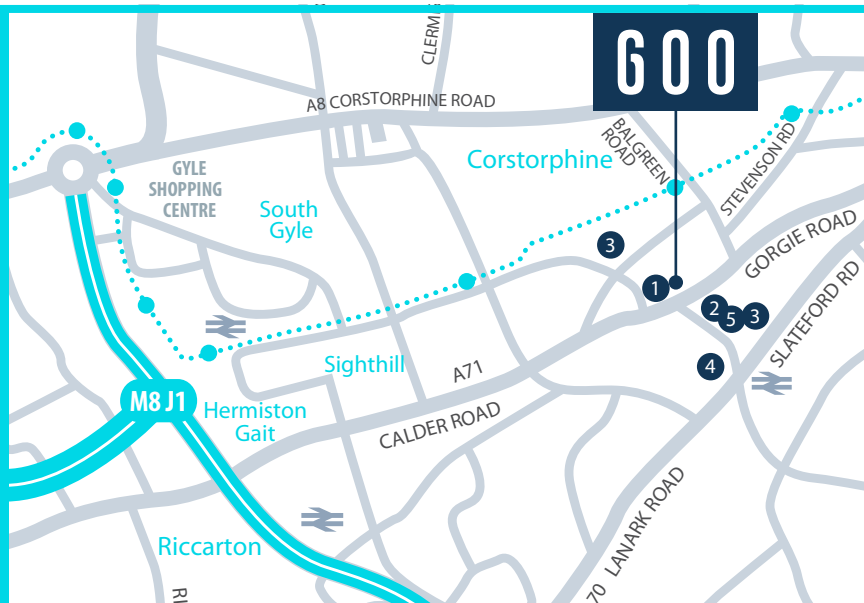 CLERM
600
A8 CORSTORPHINE ROAD
BALGREEN
ROAD
STEVENSON RD
Corstorphine
GYLE
SHOPPING
CENTRE
South
Gyle
3
GORGIE ROAD
1
2
5
3
SLATEFORD RD
Sighthill
A71
4
M8 J1
Hermiston
Gait
CALDER ROAD
LANARK ROAD
70
Riccarton